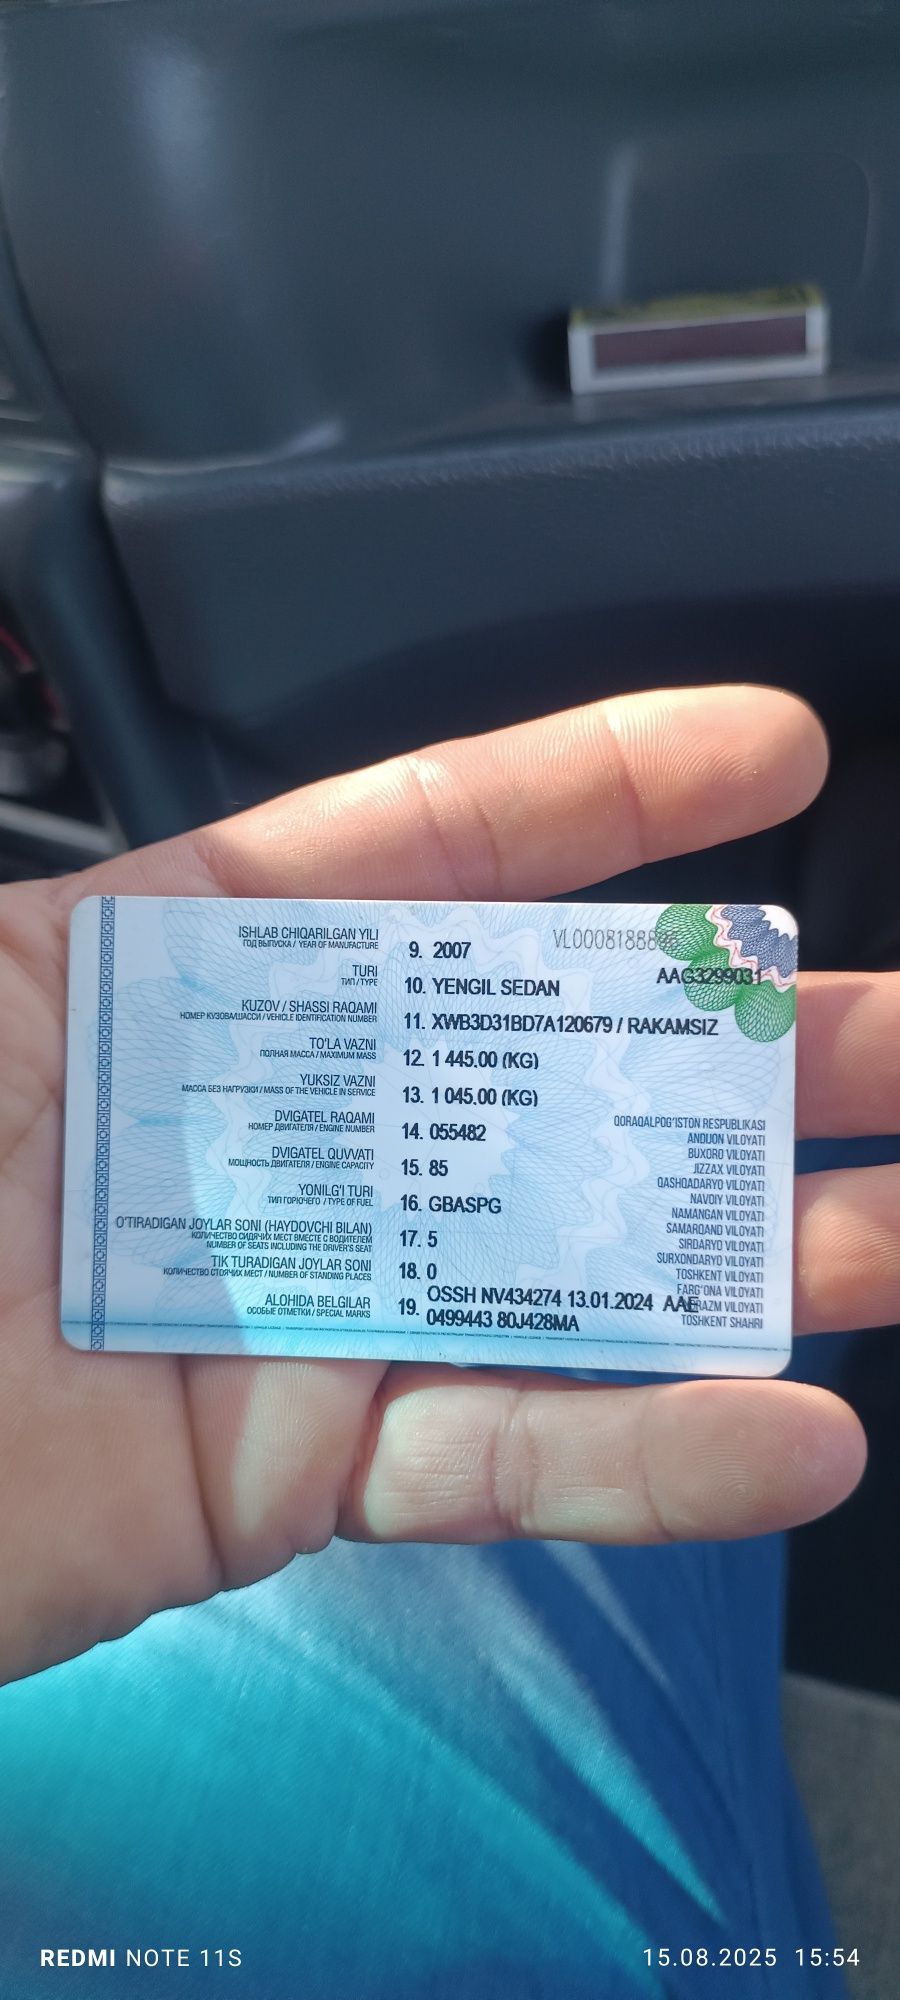 VL0008188
AAG3299031
ISHLAB CHIQARILGAN YILI
ГОД ВЫПУСКА / YEAR OF MANUFACTURE
9. 2007
TURI
ТИП / TYPE
10. YENGIL SEDAN
KUZOV / SHASSI RAQAMI
НОМЕР КУЗОВА/ШАССИ / VEHICLE IDENTIFICATION NUMBER
11. XWB3D31BD7A120679 / RAKAMSIZ
TO'LA VAZNI
ПОЛНАЯ МАССА / MAXIMUM MASS
12. 1 445.00 (KG)
YUKSIZ VAZNI
МАССА БЕЗ НАГРУЗКИ / MASS OF THE VEHICLE IN SERVICE
13. 1 045.00 (KG)
DVIGATEL RAQAMI
НОМЕР ДВИГАТЕЛЯ / ENGINE NUMBER
14. 055482
DVIGATEL QUVVATI
МОЩНОСТЬ ДВИГАТЕЛЯ / ENGINE CAPACITY
15. 85
YONILG'I TURI
ТИП ГОРЮЧЕГО / TYPE OF FUEL
16. GBASPG
O'TIRADIGAN JOYLAR SONI (HAYDOVCHI BILAN)
КОЛИЧЕСТВО СИДЯЧИХ МЕСТ ВМЕСТЕ С ВОДИТЕЛЕМ
NUMBER OF SEATS INCLUDING THE DRIVER'S SEAT
17. 5
TIK TURADIGAN JOYLAR SONI
КОЛИЧЕСТВО СТОЯЧИХ МЕСТ / NUMBER OF STANDING PLACES
18. 0
ALOHIDA BELGILAR
ОСОБЫЕ ОТМЕТКИ / SPECIAL MARKS
19. OSSH NV434274 13.01.2024 AAE
0499443 80J428MA
QORAQALPOG'ISTON RESPUBLIKASI
ANDIJON VILOYATI
BUXORO VILOYATI
JIZZAX VILOYATI
QASHQADARYO VILOYATI
NAVOIY VILOYATI
NAMANGAN VILOYATI
SAMARQAND VILOYATI
SIRDARYO VILOYATI
SURXONDARYO VILOYATI
TOSHKENT VILOYATI
FARG'ONA VILOYATI
VILOYATI
TOSHKENT SHAHRI
REDMI NOTE 11S
15.08.2025 15:54